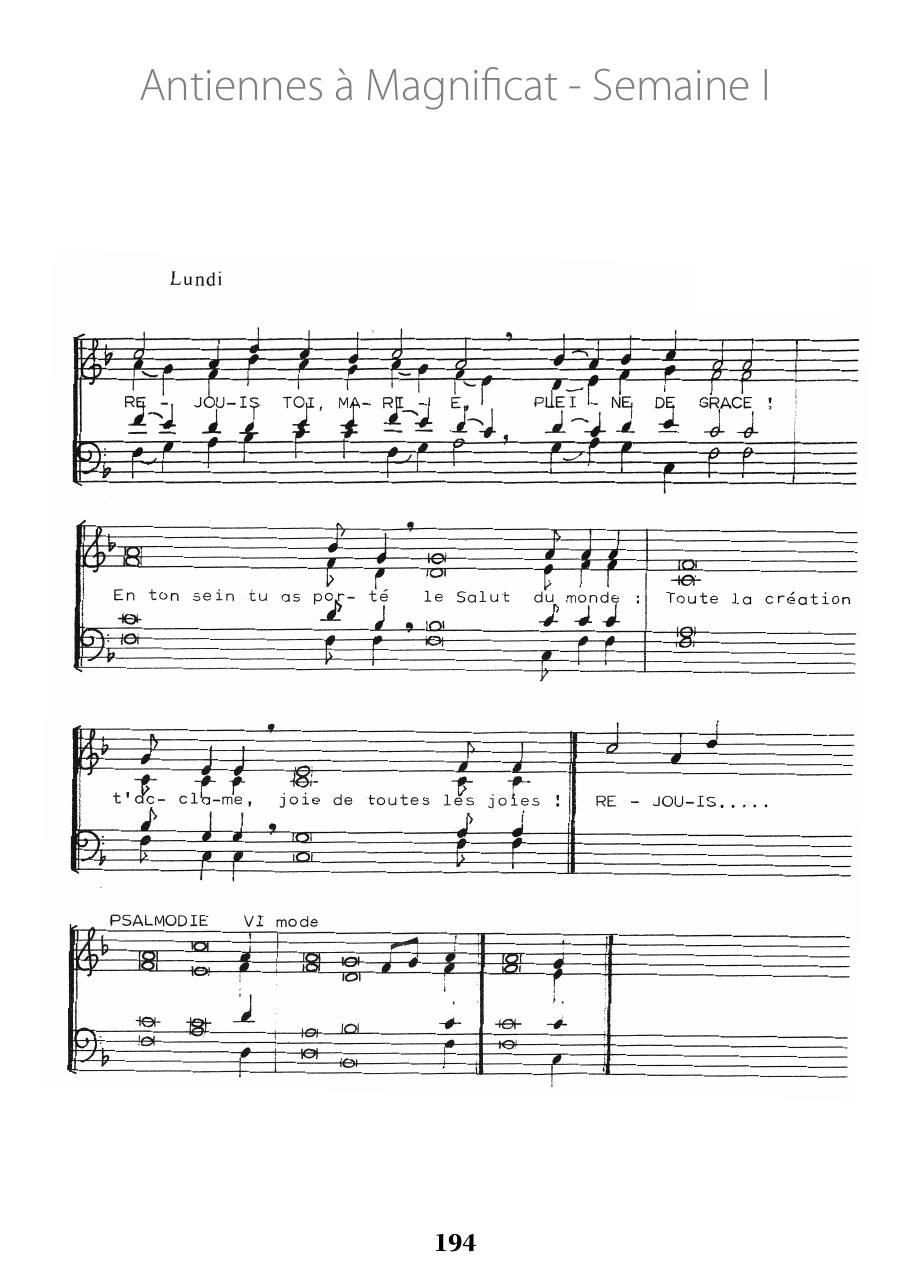 Antiennes à Magnificat - Semaine I
Lundi
RE - JOU-IS TOI, MA- RI - E, PLEI - NE DE GRACE !
En ton sein tu as por- té le Salut du monde : Toute la création
t'ac- cla-me, joie de toutes les joies ! RE - JOU-IS.....
PSALMODIE VI mode
194